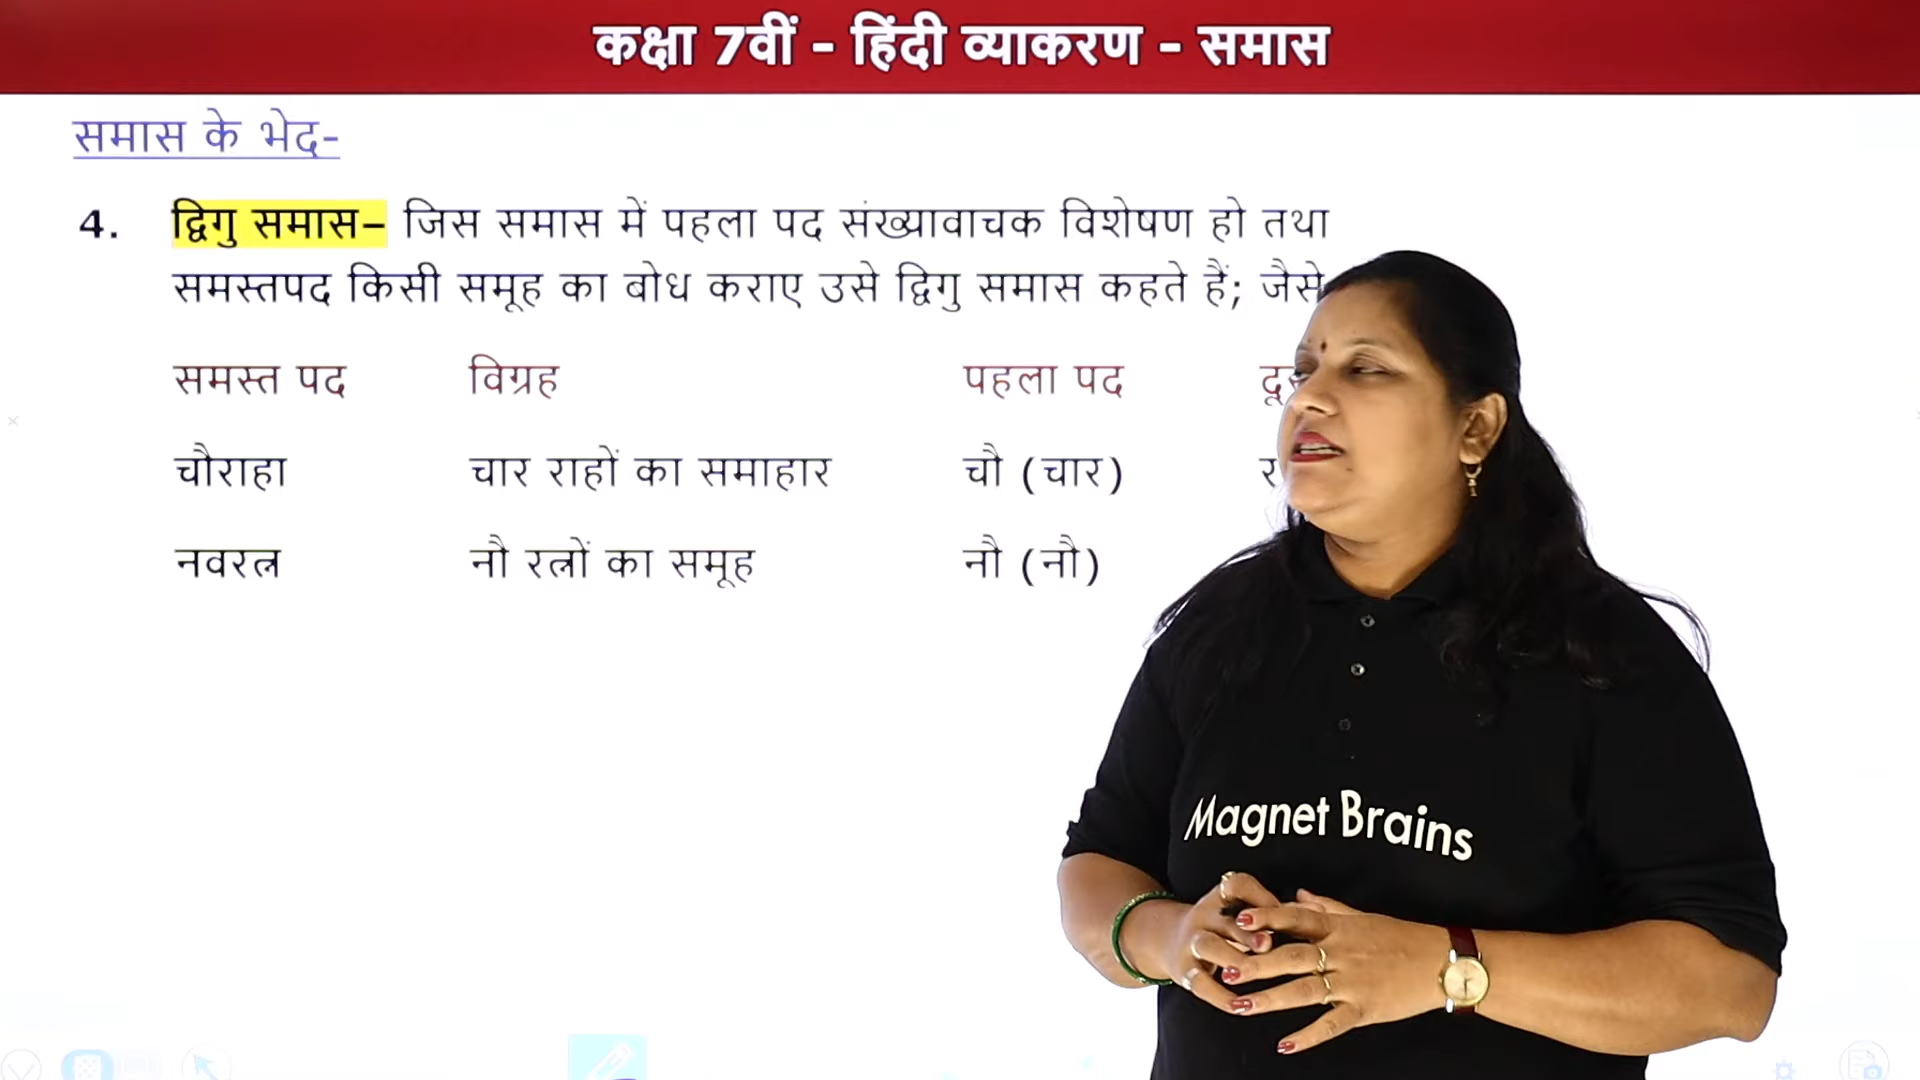 कक्षा 7वीं - हिंदी व्याकरण - समास
समास के भेद-
4. द्विगु समास– जिस समास में पहला पद संख्यावाचक विशेषण हो तथा
समस्तपद किसी समूह का बोध कराए उसे द्विगु समास कहते हैं; जैसे
समस्त पद विग्रह पहला पद
चौराहा चार राहों का समाहार चौ (चार)
नवरत्न नौ रत्नों का समूह नौ (नौ)
Magnet Brains